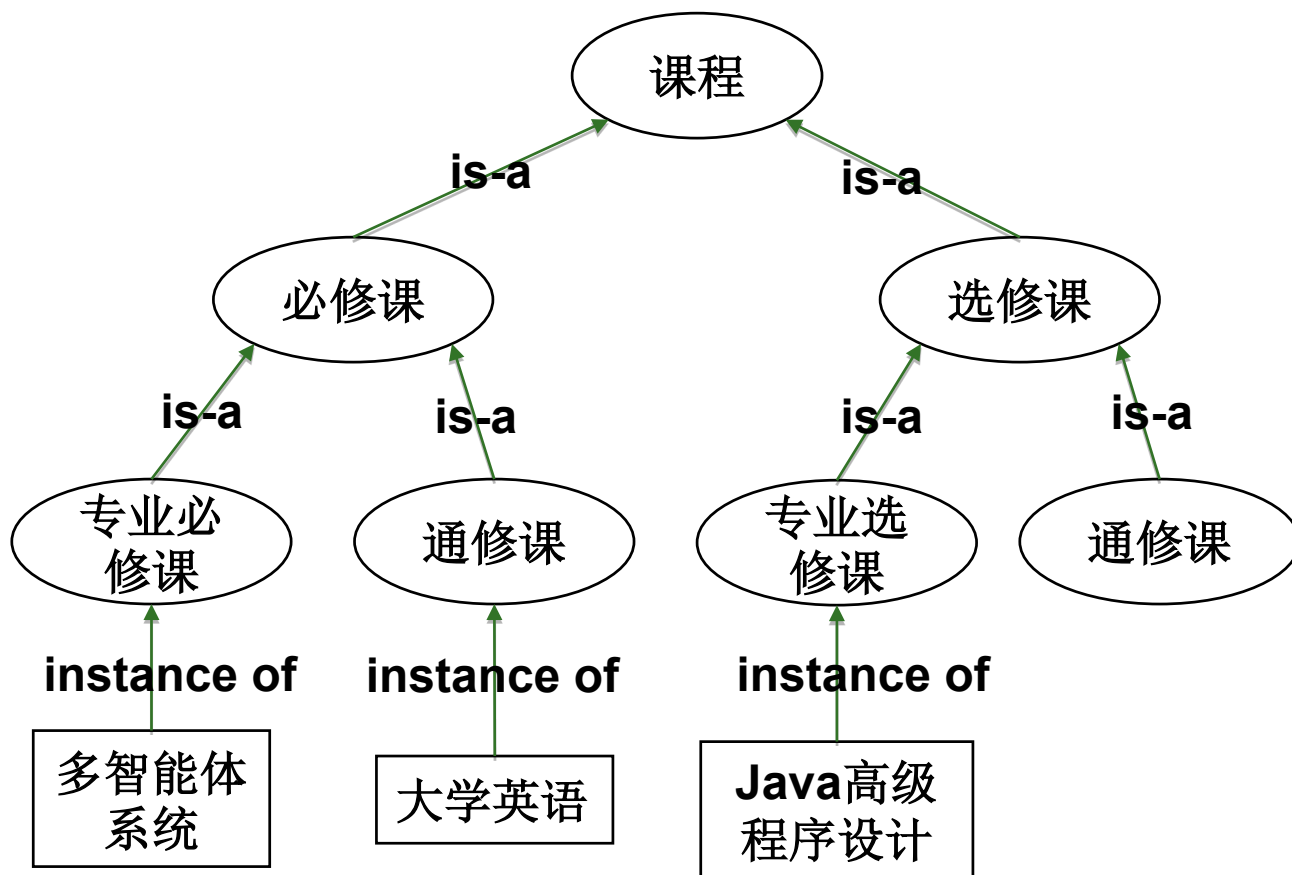 课程
is-a
is-a
必修课
选修课
is-a
is-a
is-a
is-a
专业必
修课
通修课
专业选
修课
通修课
instance of
instance of
instance of
多智能体
系统
大学英语
Java高级
程序设计